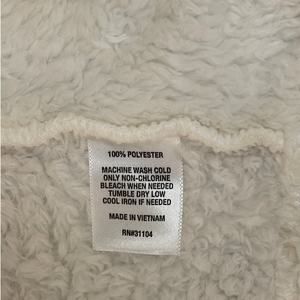 100% POLYESTER
MACHINE WASH COLD
ONLY NON-CHLORINE
BLEACH WHEN NEEDED
TUMBLE DRY LOW
COOL IRON IF NEEDED
MADE IN VIETNAM
RN#31104